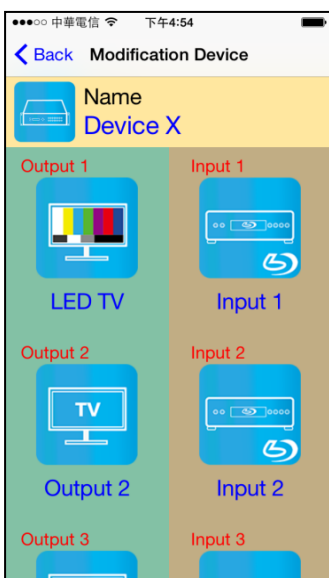 中華電信 下午4:54
Back Modification Device
Name
Device X
Output 1 Input 1
LED TV Input 1
Output 2 Input 2
TV
Output 2 Input 2
Output 3 Input 3